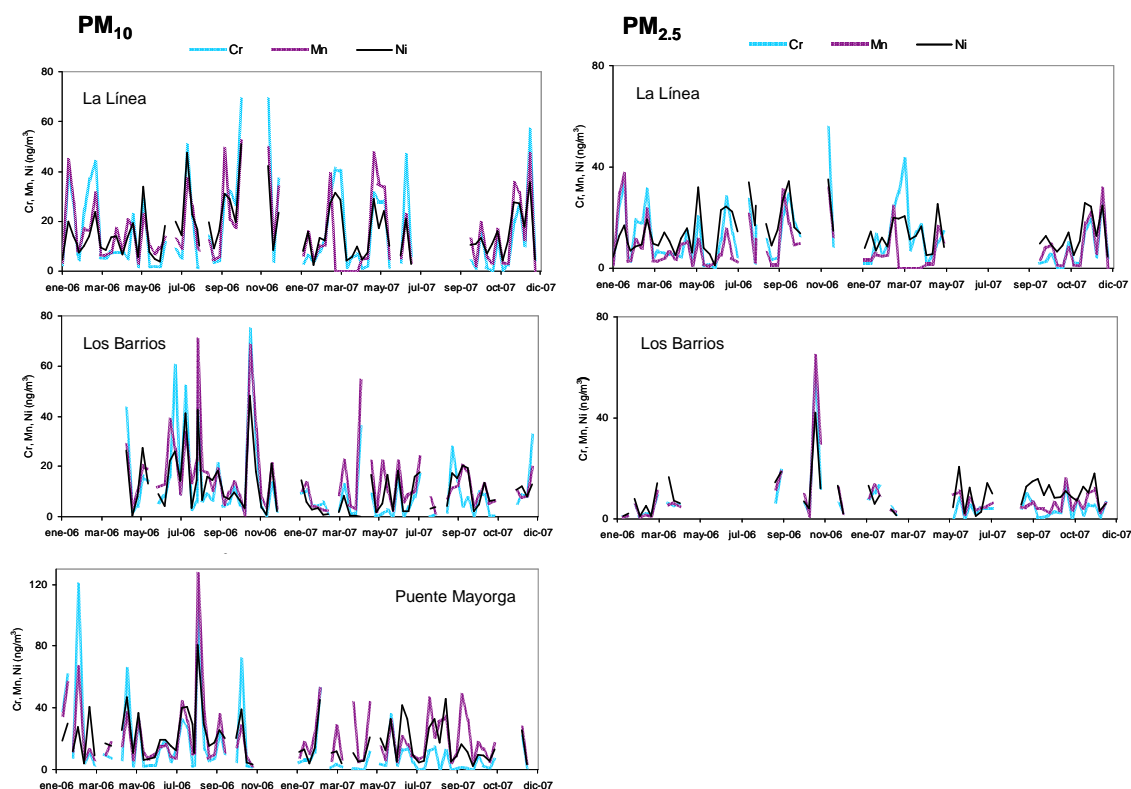 PM10
Cr Mn Ni
80
60
40
20
0
Cr, Mn, Ni (ng/m3)
La Línea
ene-06 mar-06 may-06 jul-06 sep-06 nov-06 ene-07 mar-07 may-07 jul-07 sep-07 oct-07 dic-07
80
60
40
20
0
Cr, Mn, Ni (ng/m3)
Los Barrios
ene-06 mar-06 may-06 jul-06 sep-06 nov-06 ene-07 mar-07 may-07 jul-07 sep-07 oct-07 dic-07
120
80
40
0
Cr, Mn, Ni (ng/m3)
Puente Mayorga
ene-06 mar-06 may-06 jul-06 sep-06 nov-06 ene-07 mar-07 may-07 jul-07 sep-07 oct-07 dic-07
PM2.5
Cr Mn Ni
80
40
0
Cr, Mn, Ni (ng/m3)
La Línea
ene-06 mar-06 may-06 jul-06 sep-06 nov-06 ene-07 mar-07 may-07 jul-07 sep-07 oct-07 dic-07
80
40
0
Cr, Mn, Ni (ng/m3)
Los Barrios
ene-06 mar-06 may-06 jul-06 sep-06 nov-06 ene-07 mar-07 may-07 jul-07 sep-07 oct-07 dic-07